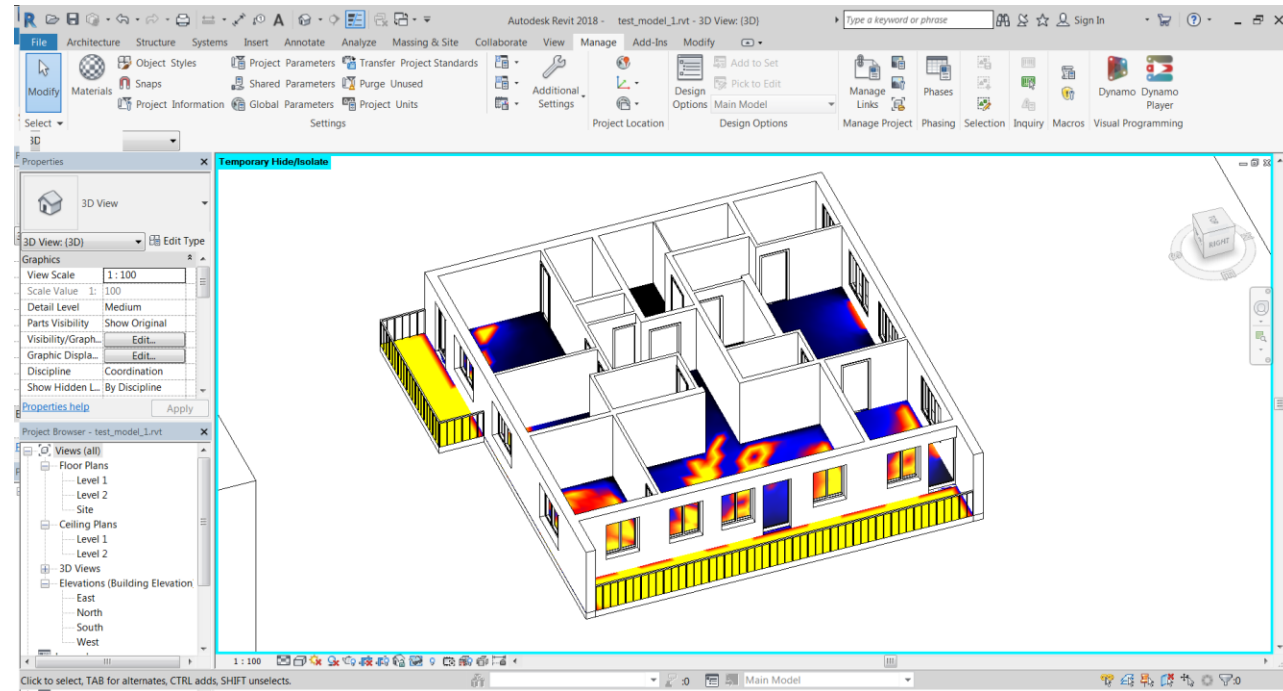 Autodesk Revit 2018 - test_model_1.rvt - 3D View: {3D}
Type a keyword or phrase
Sign In
File Architecture Structure Systems Insert Annotate Analyze Massing & Site Collaborate View Manage Add-Ins Modify
Modify
Materials
Object Styles
Snaps
Project Information
Project Parameters
Shared Parameters
Global Parameters
Transfer Project Standards
Purge Unused
Project Units
Additional
Settings
Design
Options
Add to Set
Pick to Edit
Main Model
Manage
Links
Phases
Dynamo
Dynamo
Player
Select
Settings
Project Location
Design Options
Manage Project
Phasing
Selection
Inquiry
Macros
Visual Programming
3D
Properties
3D View
3D View: {3D}
Edit Type
Graphics
View Scale 1 : 100
Scale Value 1: 100
Detail Level Medium
Parts Visibility Show Original
Visibility/Graph... Edit...
Graphic Displa... Edit...
Discipline Coordination
Show Hidden L... By Discipline
Properties help
Apply
Project Browser - test_model_1.rvt
Views (all)
Floor Plans
Level 1
Level 2
Site
Ceiling Plans
Level 1
Level 2
3D Views
Elevations (Building Elevation
East
North
South
West
Temporary Hide/Isolate
RIGHT
1 : 100
Click to select, TAB for alternates, CTRL adds, SHIFT unselects.
:0
Main Model
:0